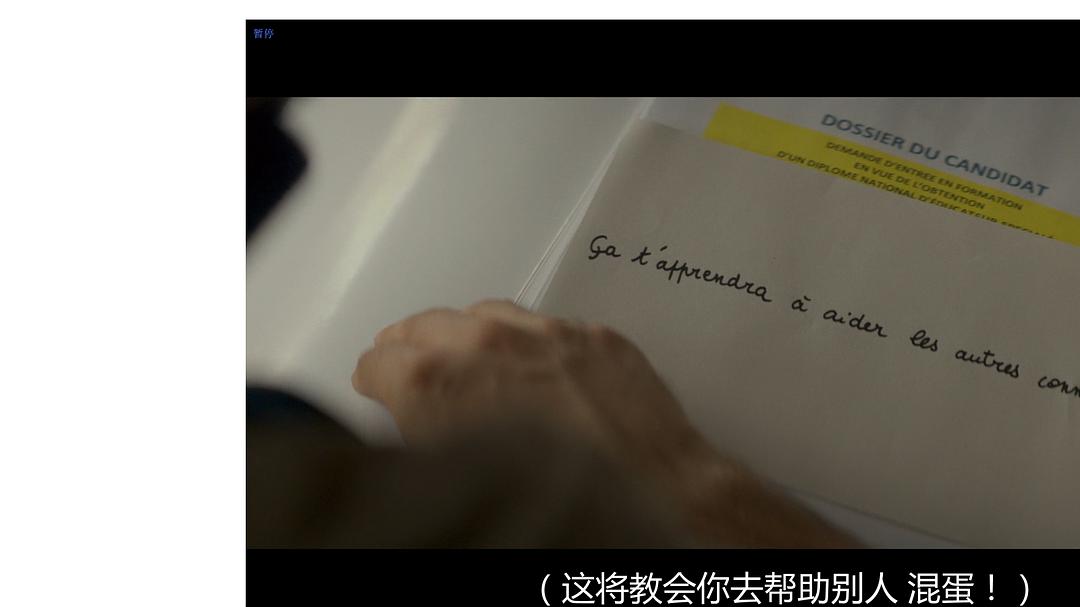 暂停
DOSSIER DU CANDIDAT
DEMANDE D'ENTREE EN FORMATION
EN VUE DE L'OBTENTION
D'UN DIPLOME NATIONAL D'ÉDUCATEUR
Ça t'apprendra à aider les autres
（这将教会你去帮助别人 混蛋！）